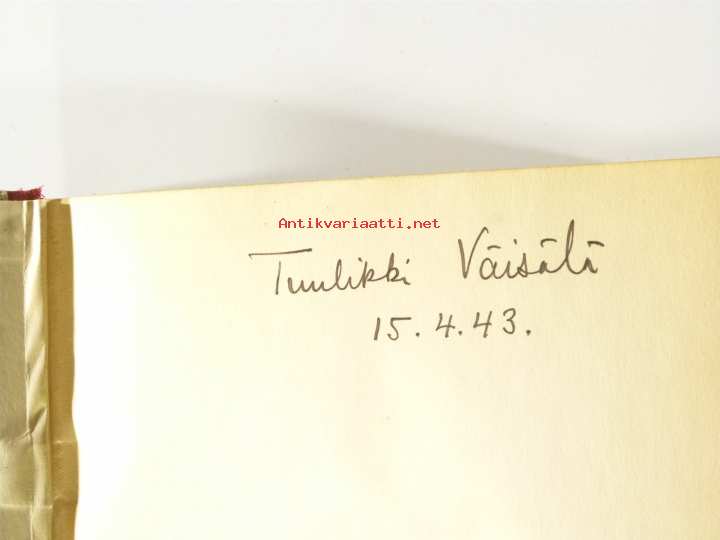 Antikvariaatti.net
Tuulikki Väisälä
15.4.43.